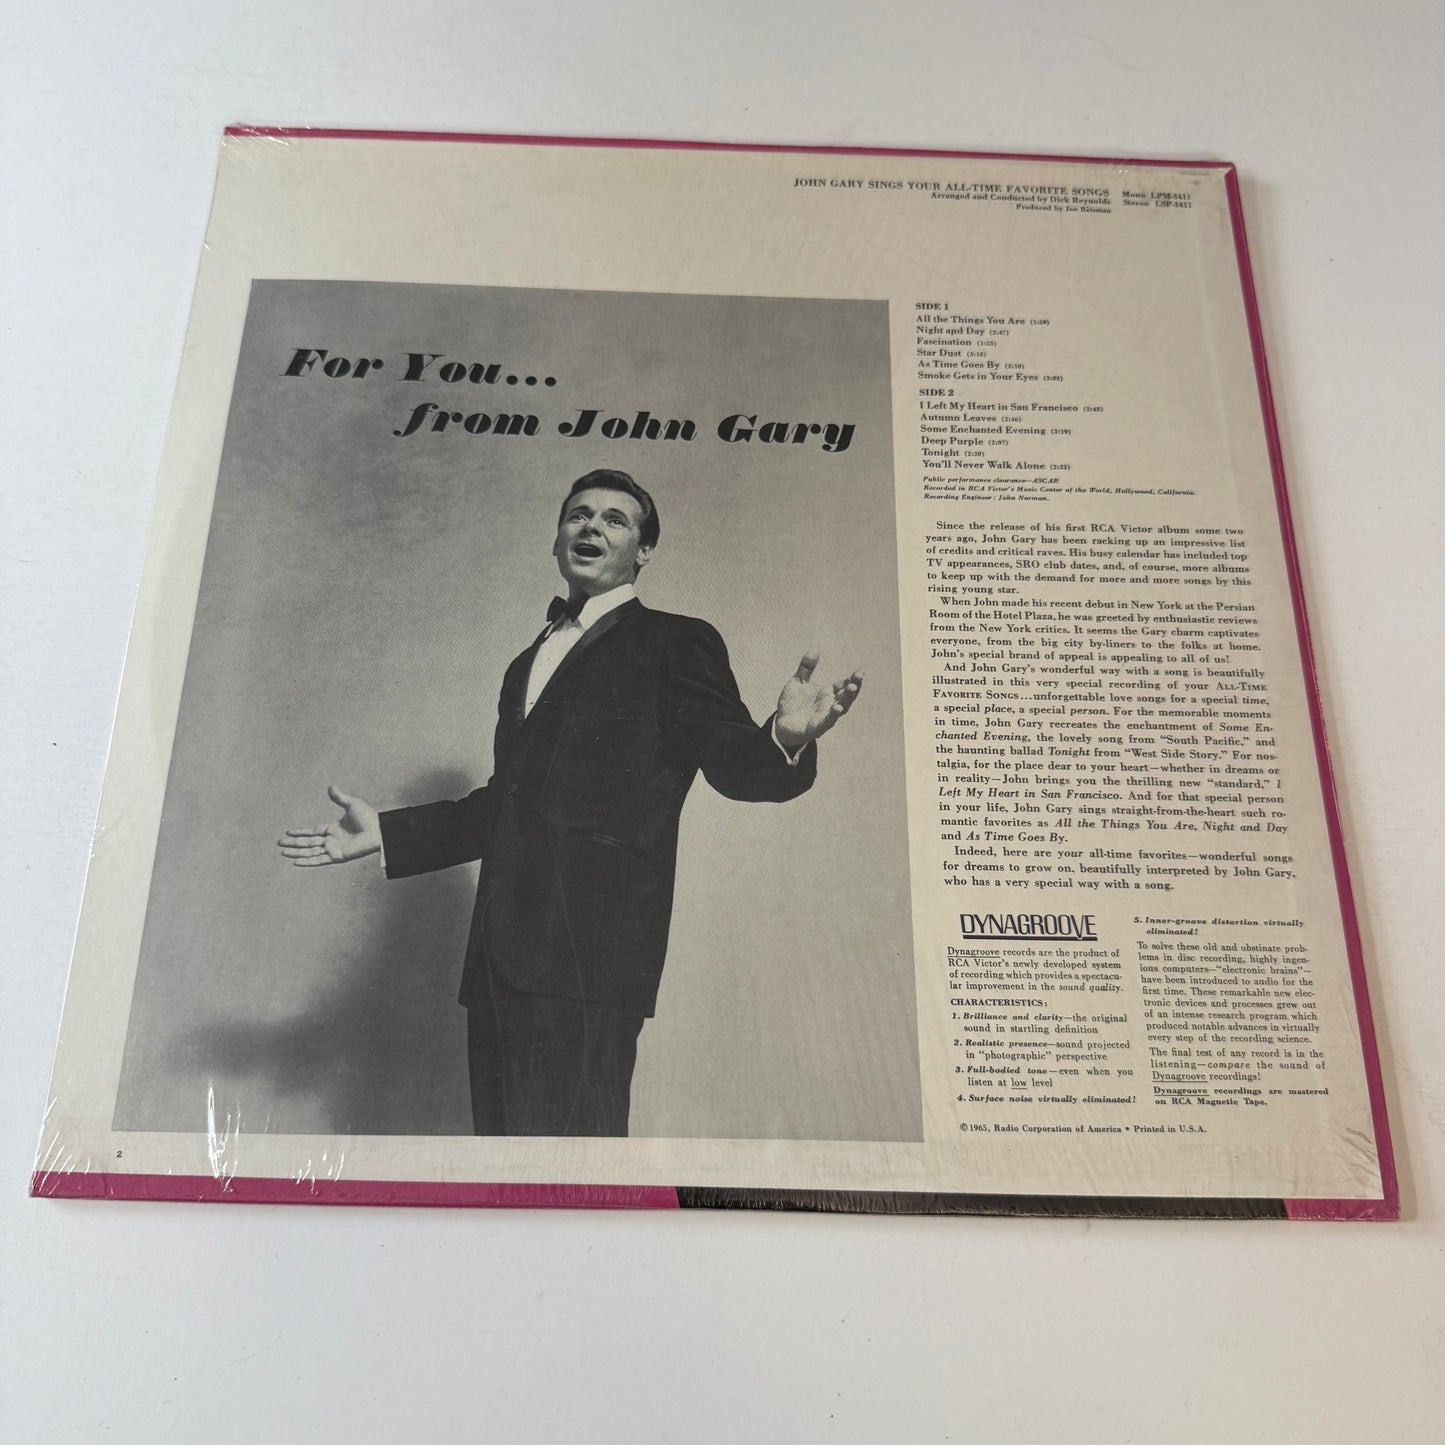 JOHN GARY SINGS YOUR ALL-TIME FAVORITE SONGS Mono LPM-3411
Arranged and Conducted by Dick Reynolds Stereo LSP-3411
Produced by Joe Reisman
For You...
from John Gary
SIDE 1
All the Things You Are (1:59)
Night and Day (2:47)
Fascination (1:53)
Star Dust (3:18)
As Time Goes By (3:10)
Smoke Gets in Your Eyes (3:03)
SIDE 2
I Left My Heart in San Francisco (2:43)
Autumn Leaves (2:46)
Some Enchanted Evening (3:19)
Deep Purple (2:07)
Tonight (2:20)
You'll Never Walk Alone (2:23)
Public performance clearance—ASCAP.
Recorded in RCA Victor's Music Center of the World, Hollywood, California.
Recording Engineer: John Norman.
Since the release of his first RCA Victor album some two
years ago, John Gary has been racking up an impressive list
of credits and critical raves. His busy calendar has included top
TV appearances, SRO club dates, and, of course, more albums
to keep up with the demand for more and more songs by this
rising young star.
When John made his recent debut in New York at the Persian
Room of the Hotel Plaza, he was greeted by enthusiastic reviews
from the New York critics. It seems the Gary charm captivates
everyone, from the big city by-liners to the folks at home.
John's special brand of appeal is appealing to all of us!
And John Gary's wonderful way with a song is beautifully
illustrated in this very special recording of your ALL-TIME
FAVORITE SONGS...unforgettable love songs for a special time,
a special place, a special person. For the memorable moments
in time, John Gary recreates the enchantment of Some En-
chanted Evening, the lovely song from "South Pacific," and
the haunting ballad Tonight from "West Side Story." For nos-
talgia, for the place dear to your heart—whether in dreams or
in reality—John brings you the thrilling new "standard," I
Left My Heart in San Francisco. And for that special person
in your life, John Gary sings straight-from-the-heart such ro-
mantic favorites as All the Things You Are, Night and Day
and As Time Goes By.
Indeed, here are your all-time favorites—wonderful songs
for dreams to grow on, beautifully interpreted by John Gary,
who has a very special way with a song.
DYNAGROOVE
Dynagroove records are the product of
RCA Victor's newly developed system
of recording which provides a spectacu-
lar improvement in the sound quality.
CHARACTERISTICS:
1. Brilliance and clarity—the original
sound in startling definition
2. Realistic presence—sound projected
in "photographic" perspective
3. Full-bodied tone—even when you
listen at low level
4. Surface noise virtually eliminated!
5. Inner-groove distortion virtually
eliminated!
To solve these old and obstinate prob-
lems in disc recording, highly ingen-
ious computers—"electronic brains"—
have been introduced to audio for the
first time. These remarkable new elec-
tronic devices and processes grew out
of an intense research program which
produced notable advances in virtually
every step of the recording science.
The final test of any record is in the
listening—compare the sound of
Dynagroove recordings!
Dynagroove recordings are mastered
on RCA Magnetic Tape.
© 1965, Radio Corporation of America • Printed in U.S.A.
2